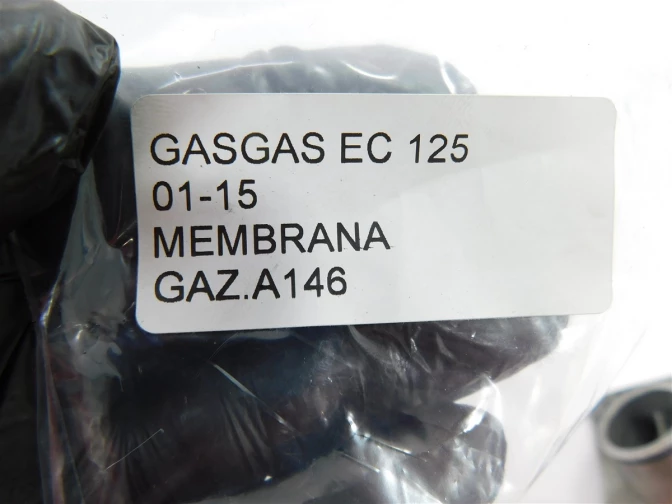 GASGAS EC 125
01-15
MEMBRANA
GAZ.A146